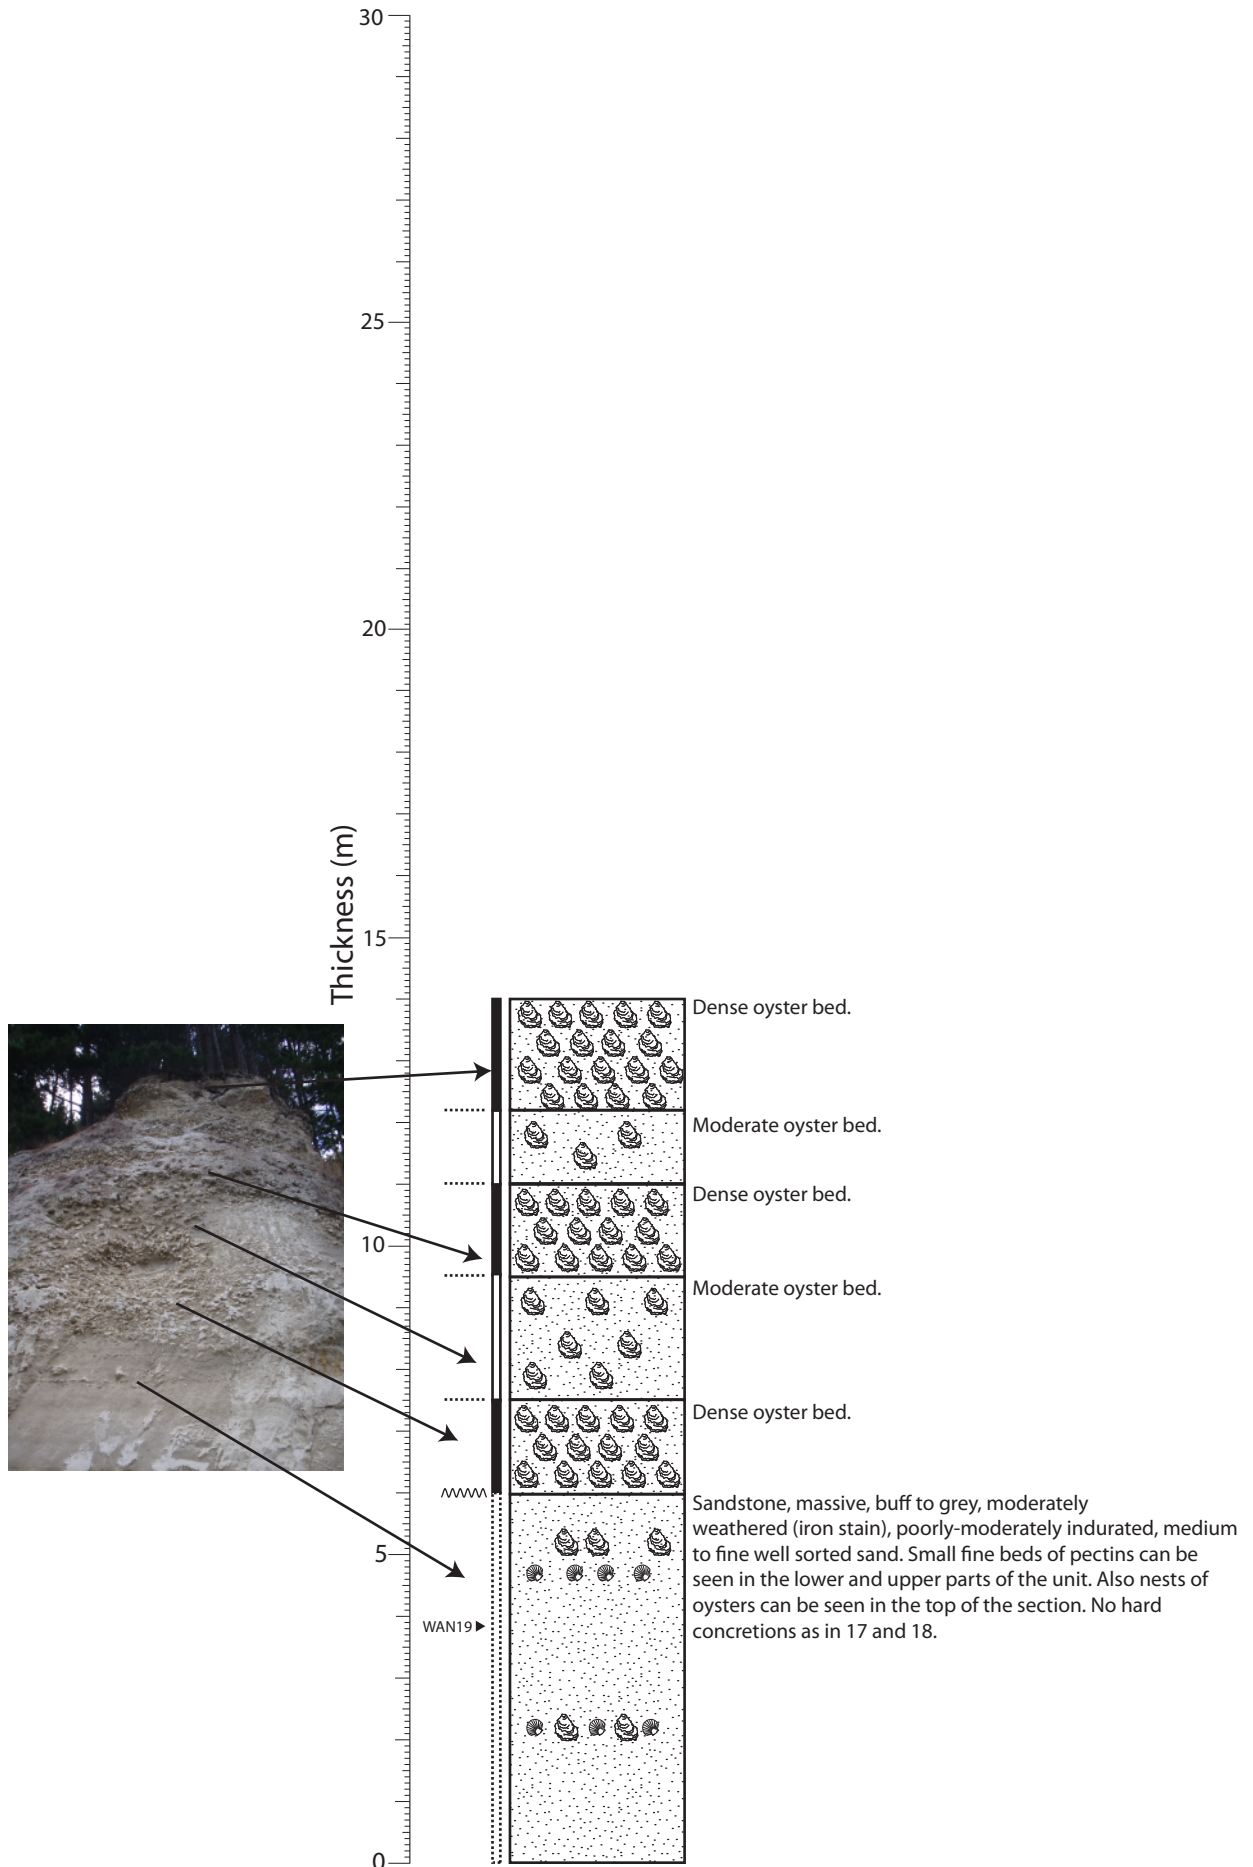 30
25
20
Thickness (m)
15
Dense oyster bed.
Moderate oyster bed.
Dense oyster bed.
10
Moderate oyster bed.
Dense oyster bed.
Sandstone, massive, buff to grey, moderately
weathered (iron stain), poorly-moderately indurated, medium
to fine well sorted sand. Small fine beds of pectins can be
seen in the lower and upper parts of the unit. Also nests of
oysters can be seen in the top of the section. No hard
concretions as in 17 and 18.
5
WAN19
0